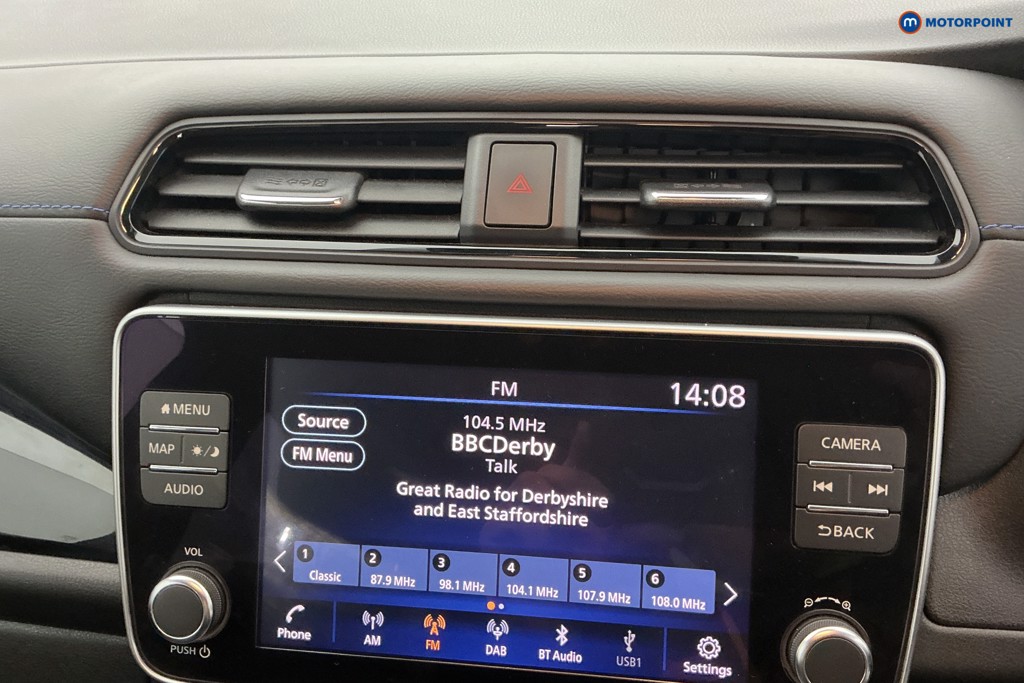 m MOTORPOINT
FM
14:08
MENU
MAP
AUDIO
VOL
PUSH
Source
FM Menu
104.5 MHz
BBCDerby
Talk
Great Radio for Derbyshire
and East Staffordshire
1 Classic
2 87.9 MHz
3 98.1 MHz
4 104.1 MHz
5 107.9 MHz
6 108.0 MHz
Phone
AM
FM
DAB
BT Audio
USB1
Settings
CAMERA
BACK